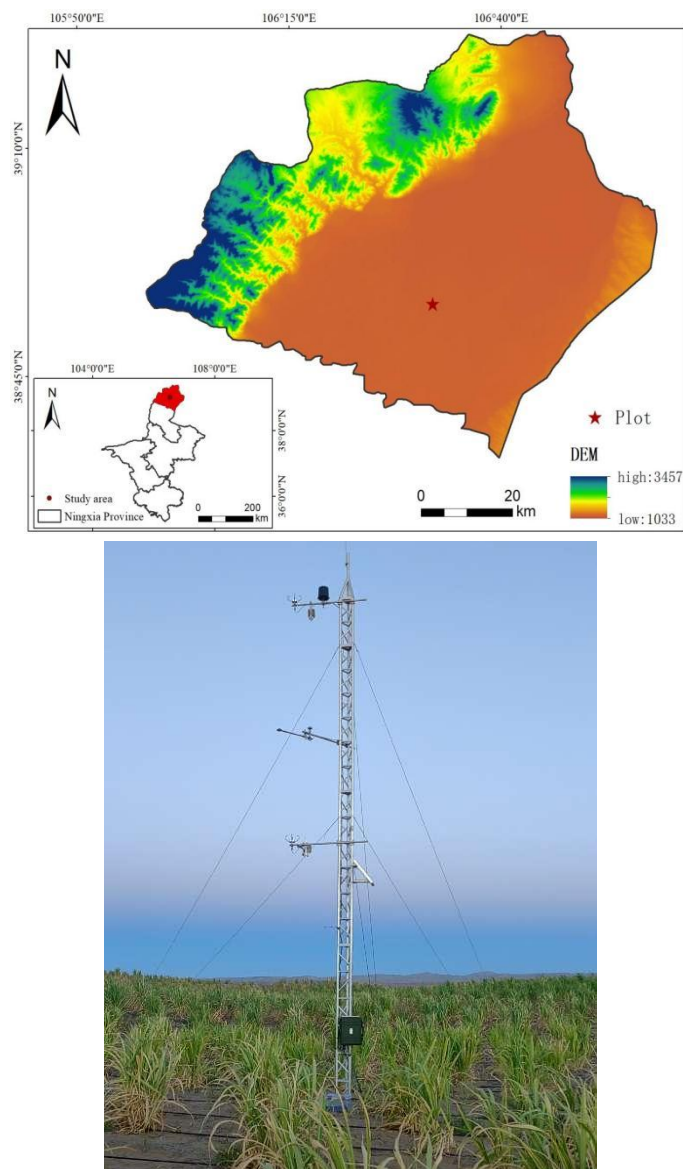 105°50'0"E
106°15'0"E
106°40'0"E
N
39°10'0"N
38°45'0"N
104°0'0"E
108°0'0"E
N
38°0'0"N
36°0'0"N
Study area
Ningxia Province
0 200
km
0 20
km
Plot
DEM
high:3457
low:1033